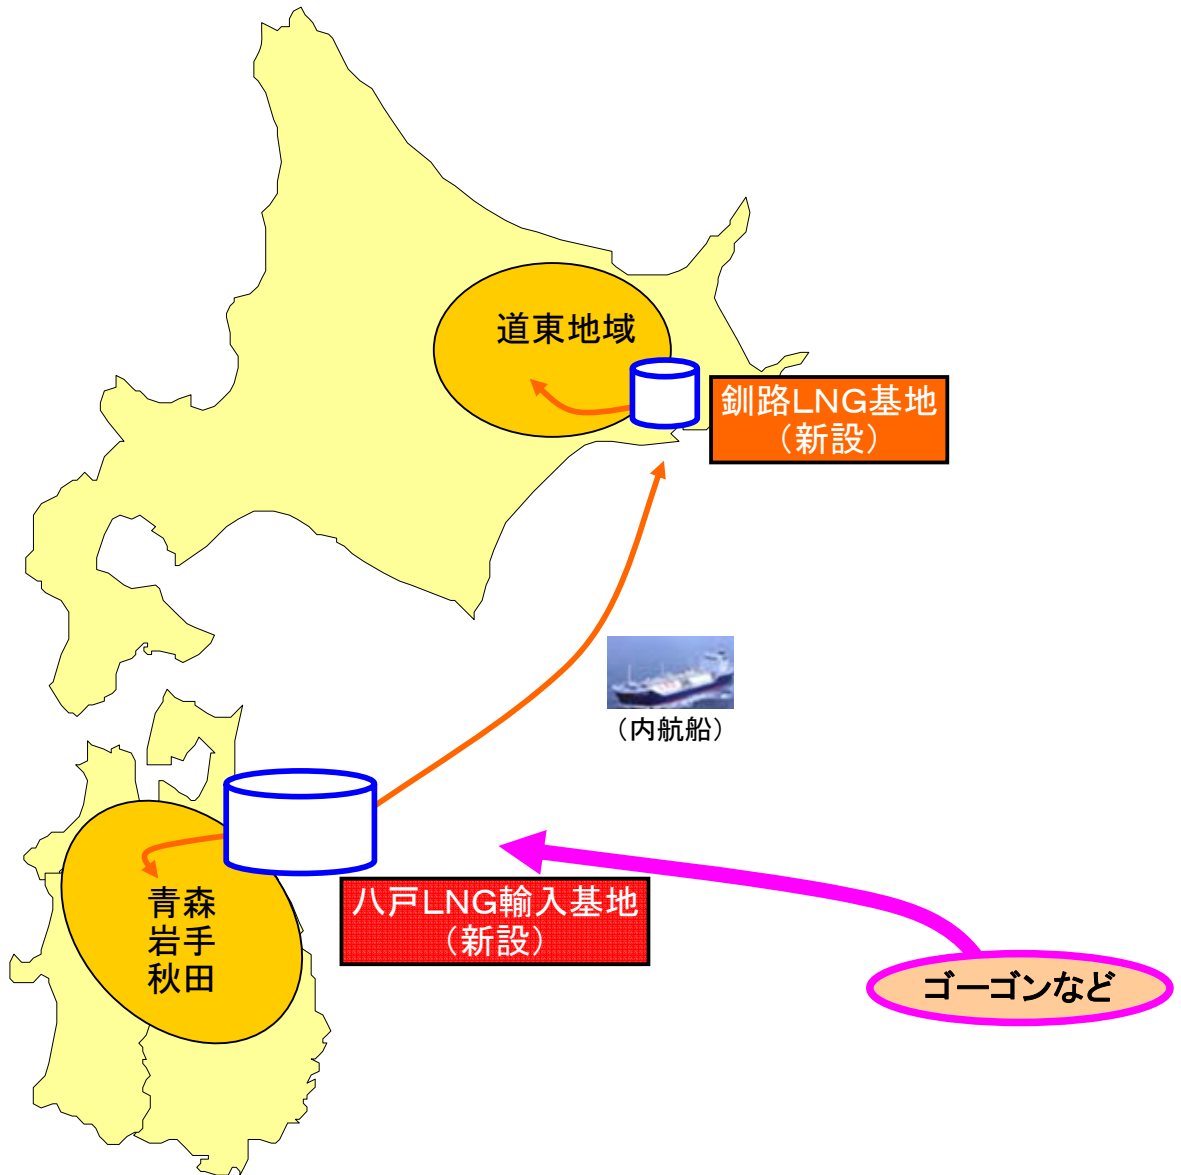 道東地域
釧路LNG基地
（新設）
（内航船）
八戸LNG輸入基地
（新設）
青森
岩手
秋田
ゴーゴンなど